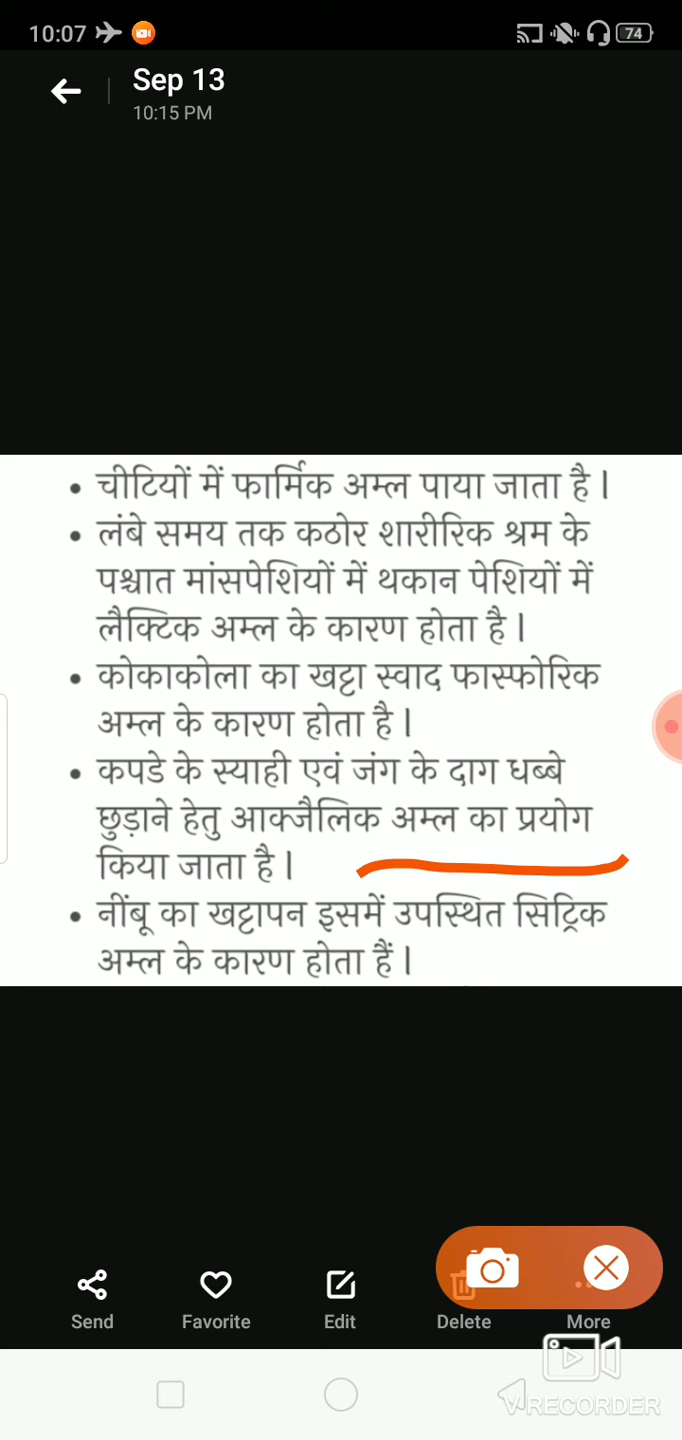 10:07
74
Sep 13
10:15 PM
• चीटियों में फार्मिक अम्ल पाया जाता है ।
• लंबे समय तक कठोर शारीरिक श्रम के
पश्चात मांसपेशियों में थकान पेशियों में
लैक्टिक अम्ल के कारण होता है ।
• कोकाकोला का खट्टा स्वाद फास्फोरिक
अम्ल के कारण होता है ।
• कपडे के स्याही एवं जंग के दाग धब्बे
छुड़ाने हेतु आक्जैलिक अम्ल का प्रयोग
किया जाता है ।
• नींबू का खट्टापन इसमें उपस्थित सिट्रिक
अम्ल के कारण होता हैं ।
Send Favorite Edit Delete More
VRECORDER